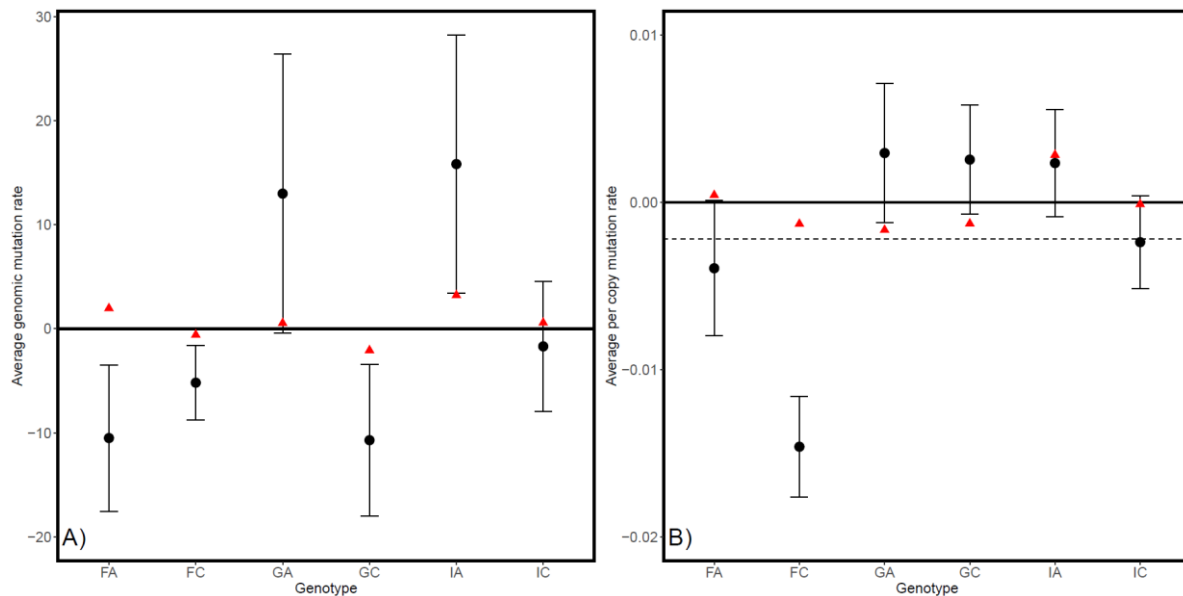 Average genomic mutation rate
30
20
10
0
−10
−20
A)
FA FC GA GC IA IC
Genotype
Average per copy mutation rate
0.01
0.00
−0.01
−0.02
B)
FA FC GA GC IA IC
Genotype